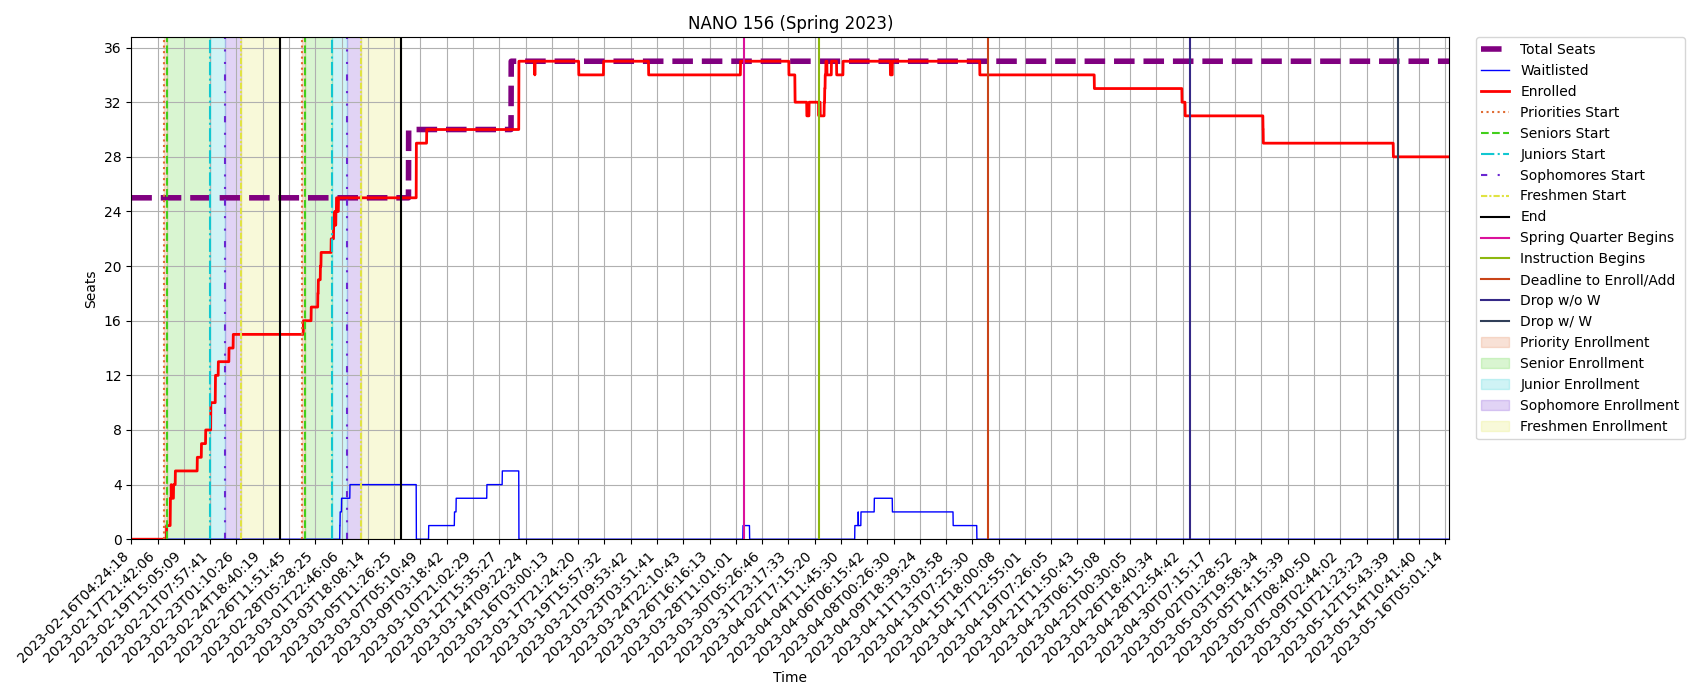 NANO 156 (Spring 2023)
Seats
36
32
28
24
20
16
12
8
4
0
2023-02-16T04:24:18
2023-02-17T21:42:06
2023-02-19T15:05:09
2023-02-21T07:57:41
2023-02-23T01:10:26
2023-02-24T18:40:19
2023-02-26T11:51:45
2023-02-28T05:28:25
2023-03-01T22:46:06
2023-03-03T18:08:14
2023-03-05T11:26:25
2023-03-07T05:10:49
2023-03-09T03:18:42
2023-03-10T21:02:29
2023-03-12T15:35:27
2023-03-14T09:22:24
2023-03-16T03:00:13
2023-03-17T21:24:20
2023-03-19T15:57:32
2023-03-21T09:53:42
2023-03-23T03:51:41
2023-03-24T22:10:43
2023-03-26T16:16:13
2023-03-28T11:01:01
2023-03-30T05:26:46
2023-03-31T23:17:33
2023-04-02T17:15:20
2023-04-04T11:45:30
2023-04-06T06:15:42
2023-04-08T00:26:30
2023-04-09T18:39:24
2023-04-11T13:03:58
2023-04-13T07:25:30
2023-04-15T18:00:08
2023-04-17T12:55:01
2023-04-19T07:26:05
2023-04-21T11:50:43
2023-04-23T06:15:08
2023-04-25T00:30:05
2023-04-26T18:40:34
2023-04-28T12:54:42
2023-04-30T07:15:17
2023-05-02T01:28:52
2023-05-03T19:58:34
2023-05-05T14:15:39
2023-05-07T08:40:50
2023-05-09T02:44:02
2023-05-10T21:23:23
2023-05-12T15:43:39
2023-05-14T10:41:40
2023-05-16T05:01:14
Time
Total Seats
Waitlisted
Enrolled
Priorities Start
Seniors Start
Juniors Start
Sophomores Start
Freshmen Start
End
Spring Quarter Begins
Instruction Begins
Deadline to Enroll/Add
Drop w/o W
Drop w/ W
Priority Enrollment
Senior Enrollment
Junior Enrollment
Sophomore Enrollment
Freshmen Enrollment